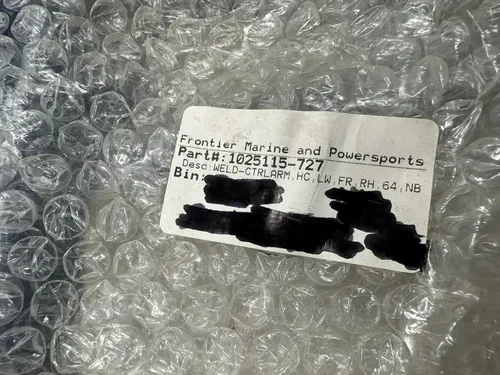 Frontier Marine and Powersports
Part#:1025115-727
Desc:WELD-CTRLARM,HC,LW,FR,RH,64,NB
Bin: